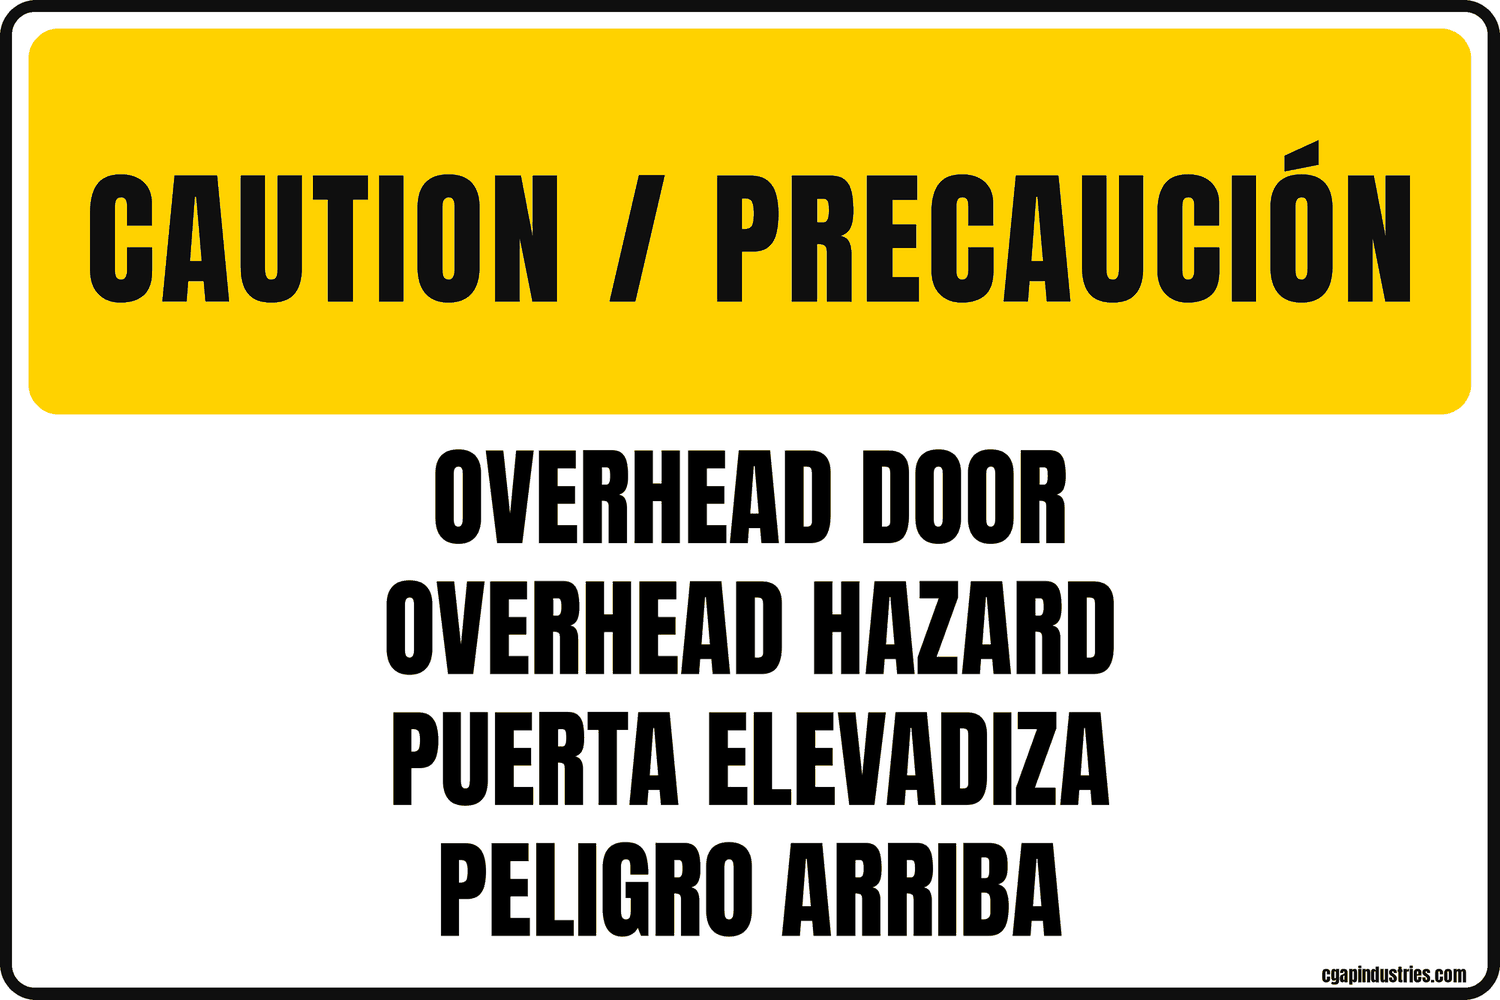 CAUTION / PRECAUCIÓN
OVERHEAD DOOR
OVERHEAD HAZARD
PUERTA ELEVADIZA
PELIGRO ARRIBA
cgapindustries.com